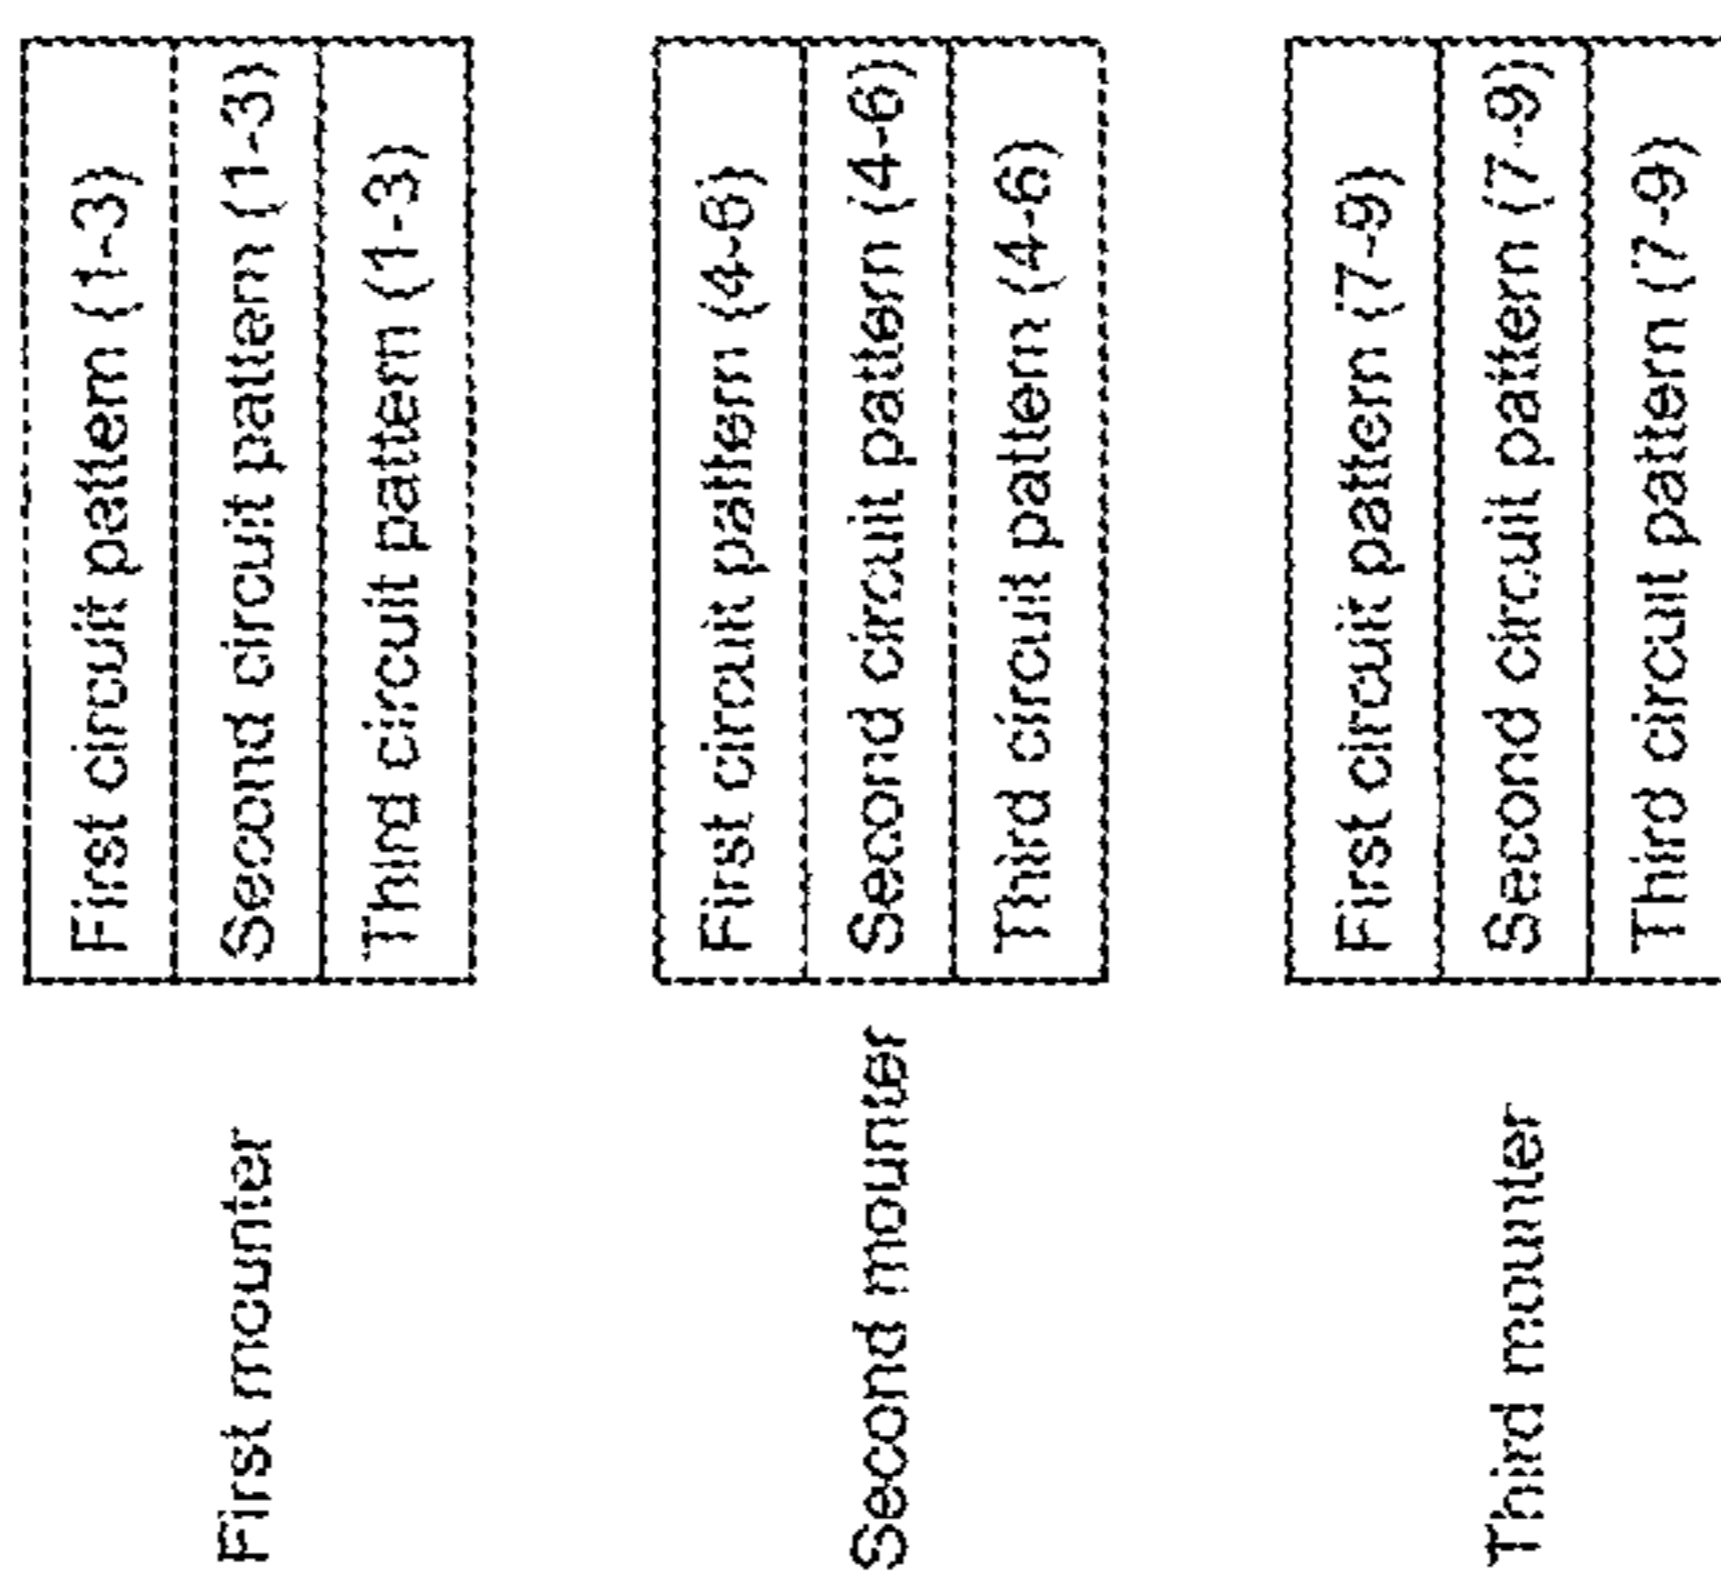 First mounter
First circuit pattern (1-3)
Second circuit pattern (1-3)
Third circuit pattern (1-3)
Second mounter
First circuit pattern (4-6)
Second circuit pattern (4-6)
Third circuit pattern (4-6)
Third mounter
First circuit pattern (7-9)
Second circuit pattern (7-9)
Third circuit pattern (7-9)